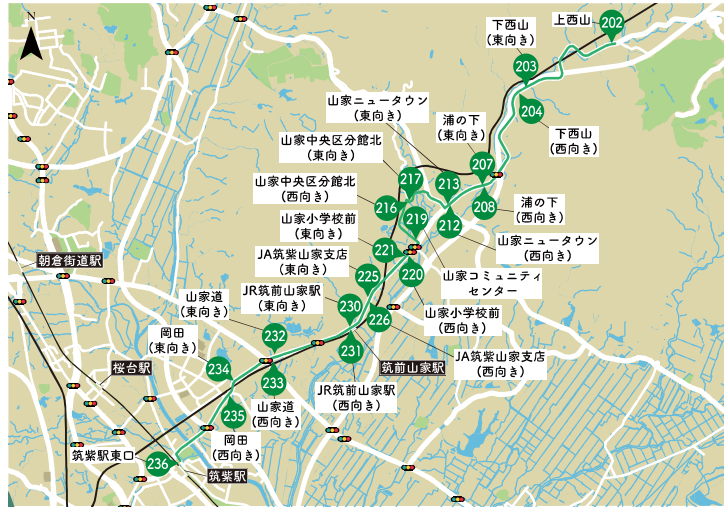 N
202
上西山
下西山
(東向き)
203
204
下西山
(西向き)
山家ニュータウン
(東向き)
浦の下
(東向き)
207
208
浦の下
(西向き)
山家中央区分館北
(東向き)
217
213
212
山家ニュータウン
(西向き)
山家中央区分館北
(西向き)
216
219
山家コミュニティ
センター
山家小学校前
(東向き)
221
220
山家小学校前
(西向き)
JA筑紫山家支店
(東向き)
225
226
JA筑紫山家支店
(西向き)
朝倉街道駅
JR筑前山家駅
(東向き)
230
231
筑前山家駅
JR筑前山家駅
(西向き)
山家道
(東向き)
232
233
山家道
(西向き)
岡田
(東向き)
234
235
岡田
(西向き)
桜台駅
筑紫駅東口
236
筑紫駅